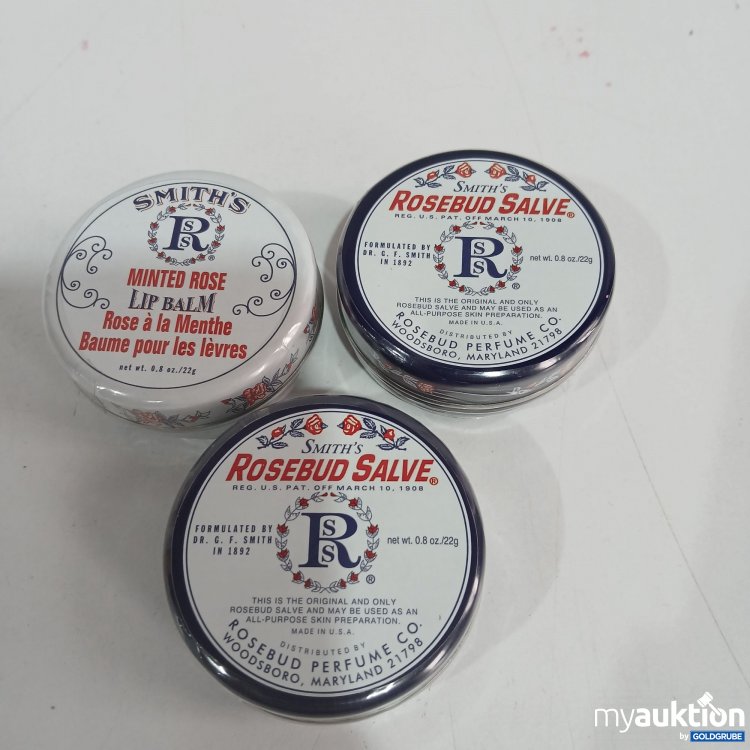 SMITH'S
R
S
S
®
MINTED ROSE
LIP BALM
Rose à la Menthe
Baume pour les lèvres
net wt. 0.8 oz./22g
SMITH'S
ROSEBUD SALVE®
REG. U.S. PAT. OFF MARCH 10, 1908
FORMULATED BY
DR. G. F. SMITH
IN 1892
R
S
S
®
net wt. 0.8 oz./22g
THIS IS THE ORIGINAL AND ONLY
ROSEBUD SALVE AND MAY BE USED AS AN
ALL-PURPOSE SKIN PREPARATION.
MADE IN U.S.A.
DISTRIBUTED BY
ROSEBUD PERFUME CO.
WOODSBORO, MARYLAND 21798
SMITH'S
ROSEBUD SALVE®
REG. U.S. PAT. OFF MARCH 10, 1908
FORMULATED BY
DR. G. F. SMITH
IN 1892
R
S
S
®
net wt. 0.8 oz./22g
THIS IS THE ORIGINAL AND ONLY
ROSEBUD SALVE AND MAY BE USED AS AN
ALL-PURPOSE SKIN PREPARATION.
MADE IN U.S.A.
DISTRIBUTED BY
ROSEBUD PERFUME CO.
WOODSBORO, MARYLAND 21798
myauktion
by GOLDGRUBE